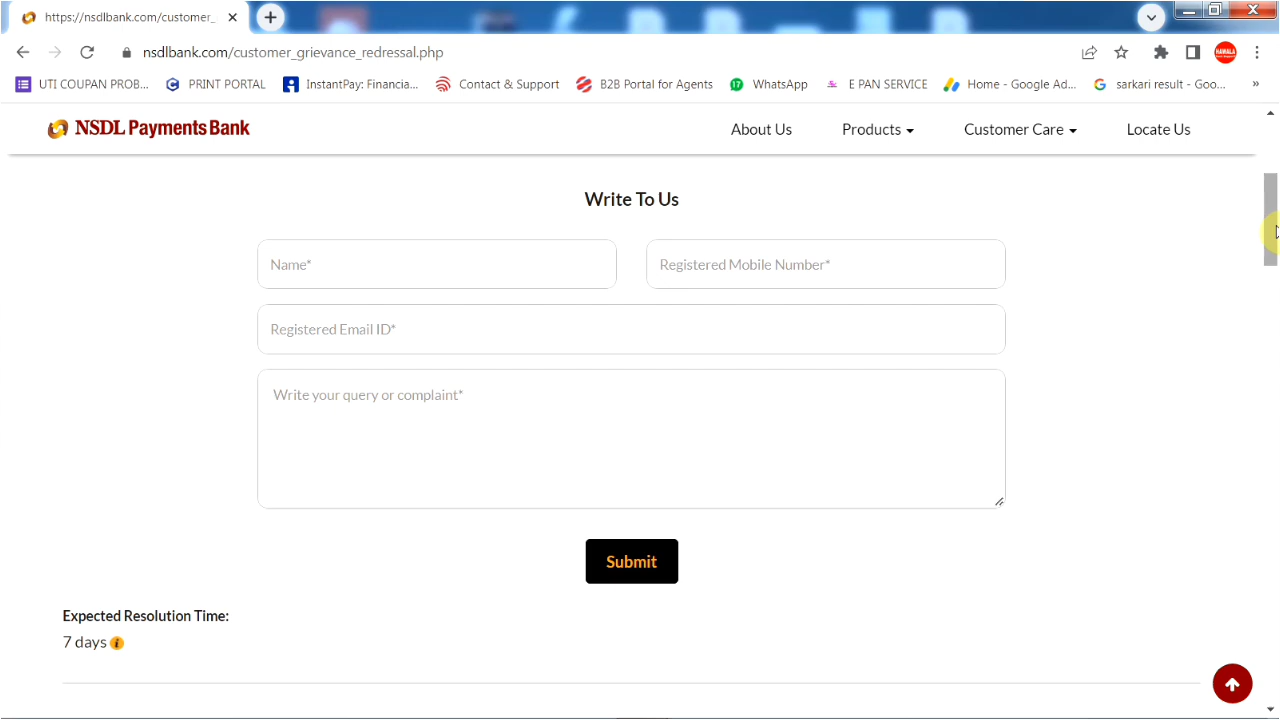 https://nsdlbank.com/customer_
nsdlbank.com/customer_grievance_redressal.php
UTI COUPAN PROB... PRINT PORTAL InstantPay: Financia... Contact & Support B2B Portal for Agents 17 WhatsApp E PAN SERVICE Home - Google Ad... sarkari result - Goo... »
NSDL Payments Bank About Us Products Customer Care Locate Us
Write To Us
Name* Registered Mobile Number*
Registered Email ID*
Write your query or complaint*
Submit
Expected Resolution Time:
7 days i